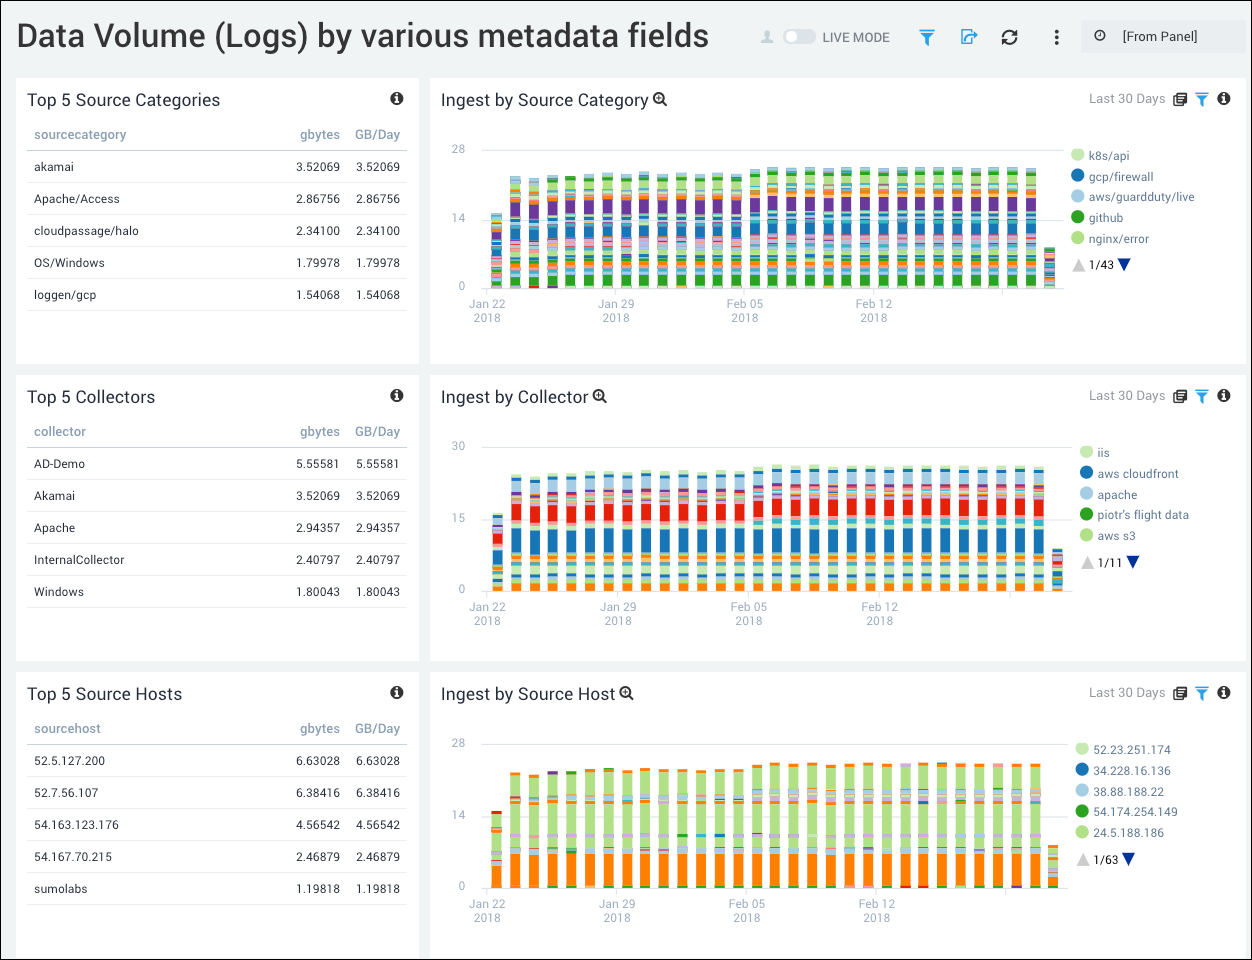 Data Volume (Logs) by various metadata fields
LIVE MODE
[From Panel]
Top 5 Source Categories
sourcecategory gbytes GB/Day
akamai 3.52069 3.52069
Apache/Access 2.86756 2.86756
cloudpassage/halo 2.34100 2.34100
OS/Windows 1.79978 1.79978
loggen/gcp 1.54068 1.54068
Ingest by Source Category
Last 30 Days
28
14
0
Jan 22 Jan 29 Feb 05 Feb 12
2018 2018 2018 2018
k8s/api
gcp/firewall
aws/guardduty/live
github
nginx/error
1/43
Top 5 Collectors
collector gbytes GB/Day
AD-Demo 5.55581 5.55581
Akamai 3.52069 3.52069
Apache 2.94357 2.94357
InternalCollector 2.40797 2.40797
Windows 1.80043 1.80043
Ingest by Collector
Last 30 Days
30
15
0
Jan 22 Jan 29 Feb 05 Feb 12
2018 2018 2018 2018
iis
aws cloudfront
apache
piotr's flight data
aws s3
1/11
Top 5 Source Hosts
sourcehost gbytes GB/Day
52.5.127.200 6.63028 6.63028
52.7.56.107 6.38416 6.38416
54.163.123.176 4.56542 4.56542
54.167.70.215 2.46879 2.46879
sumolabs 1.19818 1.19818
Ingest by Source Host
Last 30 Days
28
14
0
Jan 22 Jan 29 Feb 05 Feb 12
2018 2018 2018 2018
52.23.251.174
34.228.16.136
38.88.188.22
54.174.254.149
24.5.188.186
1/63